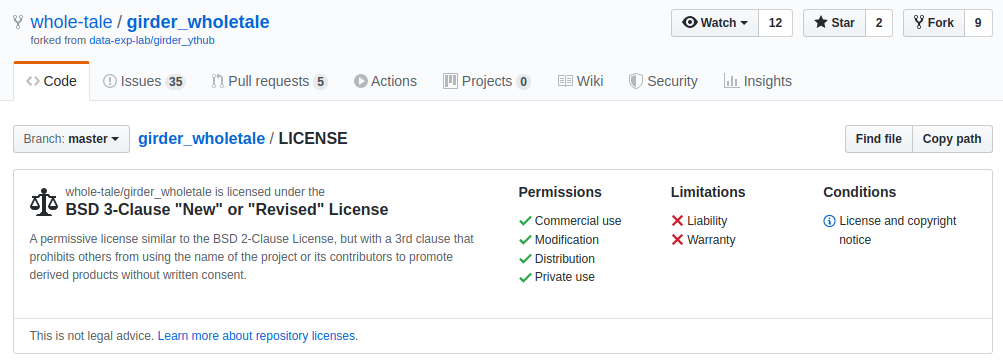 whole-tale / girder_wholetale
Watch 12 Star 2 Fork 9
forked from data-exp-lab/girder_ythub
Code Issues 35 Pull requests 5 Actions Projects 0 Wiki Security Insights
Branch: master girder_wholetale / LICENSE Find file Copy path
whole-tale/girder_wholetale is licensed under the
BSD 3-Clause "New" or "Revised" License
A permissive license similar to the BSD 2-Clause License, but with a 3rd clause that
prohibits others from using the name of the project or its contributors to promote
derived products without written consent.
Permissions
Commercial use
Modification
Distribution
Private use
Limitations
Liability
Warranty
Conditions
License and copyright
notice
This is not legal advice. Learn more about repository licenses.